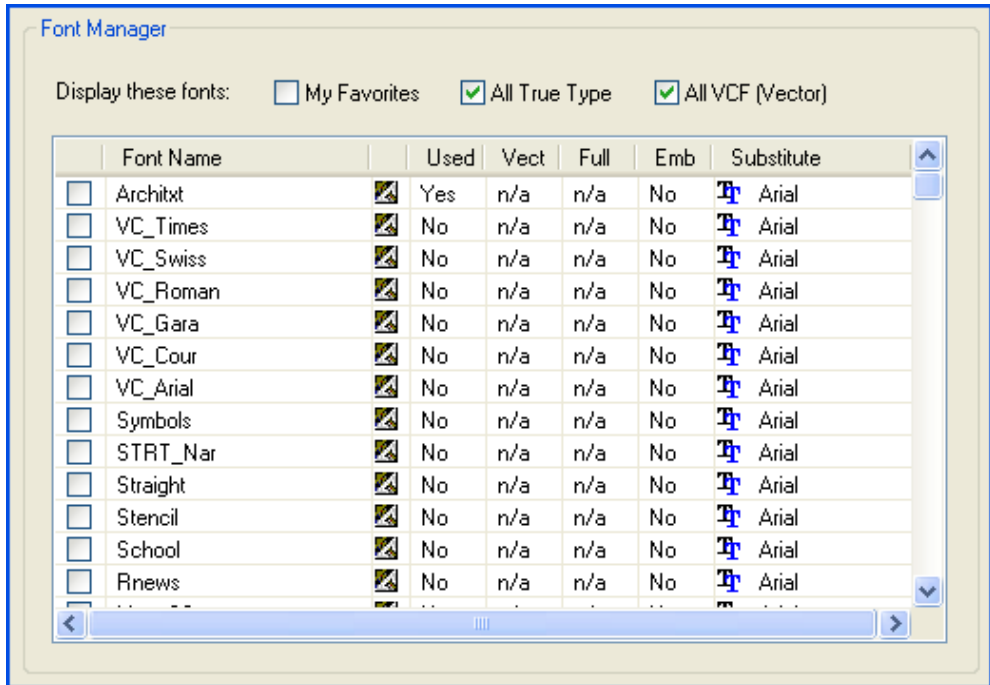 Font Manager
Display these fonts: My Favorites All True Type All VCF (Vector)
Font Name Used Vect Full Emb Substitute
Architxt Yes n/a n/a No Arial
VC_Times No n/a n/a No Arial
VC_Swiss No n/a n/a No Arial
VC_Roman No n/a n/a No Arial
VC_Gara No n/a n/a No Arial
VC_Cour No n/a n/a No Arial
VC_Arial No n/a n/a No Arial
Symbols No n/a n/a No Arial
STRT_Nar No n/a n/a No Arial
Straight No n/a n/a No Arial
Stencil No n/a n/a No Arial
School No n/a n/a No Arial
Rnews No n/a n/a No Arial